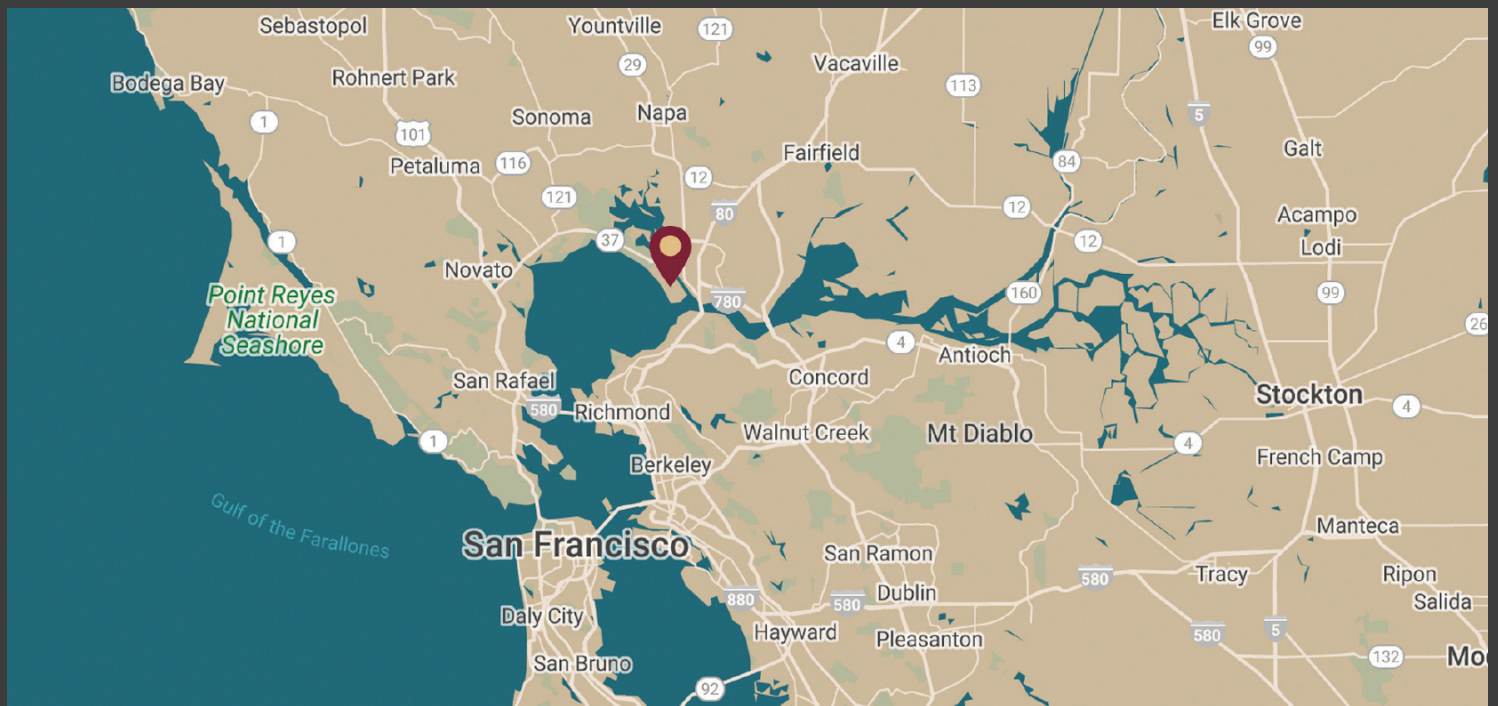 Sebastopol
Yountville
121
Elk Grove
99
29
Vacaville
Rohnert Park
Bodega Bay
113
Napa
Sonoma
5
1
101
Galt
Fairfield
84
116
Petaluma
12
121
12
80
Acampo
37
12
1
Lodi
Novato
160
99
Point Reyes
National
Seashore
780
26
4
Antioch
Concord
San Rafael
Stockton
580
Richmond
4
Walnut Creek
Mt Diablo
1
4
French Camp
Berkeley
Gulf of the Farallones
Manteca
San Francisco
San Ramon
Tracy
Ripon
580
Dublin
880
580
Salida
Daly City
5
Hayward
580
Pleasanton
132
San Bruno
92